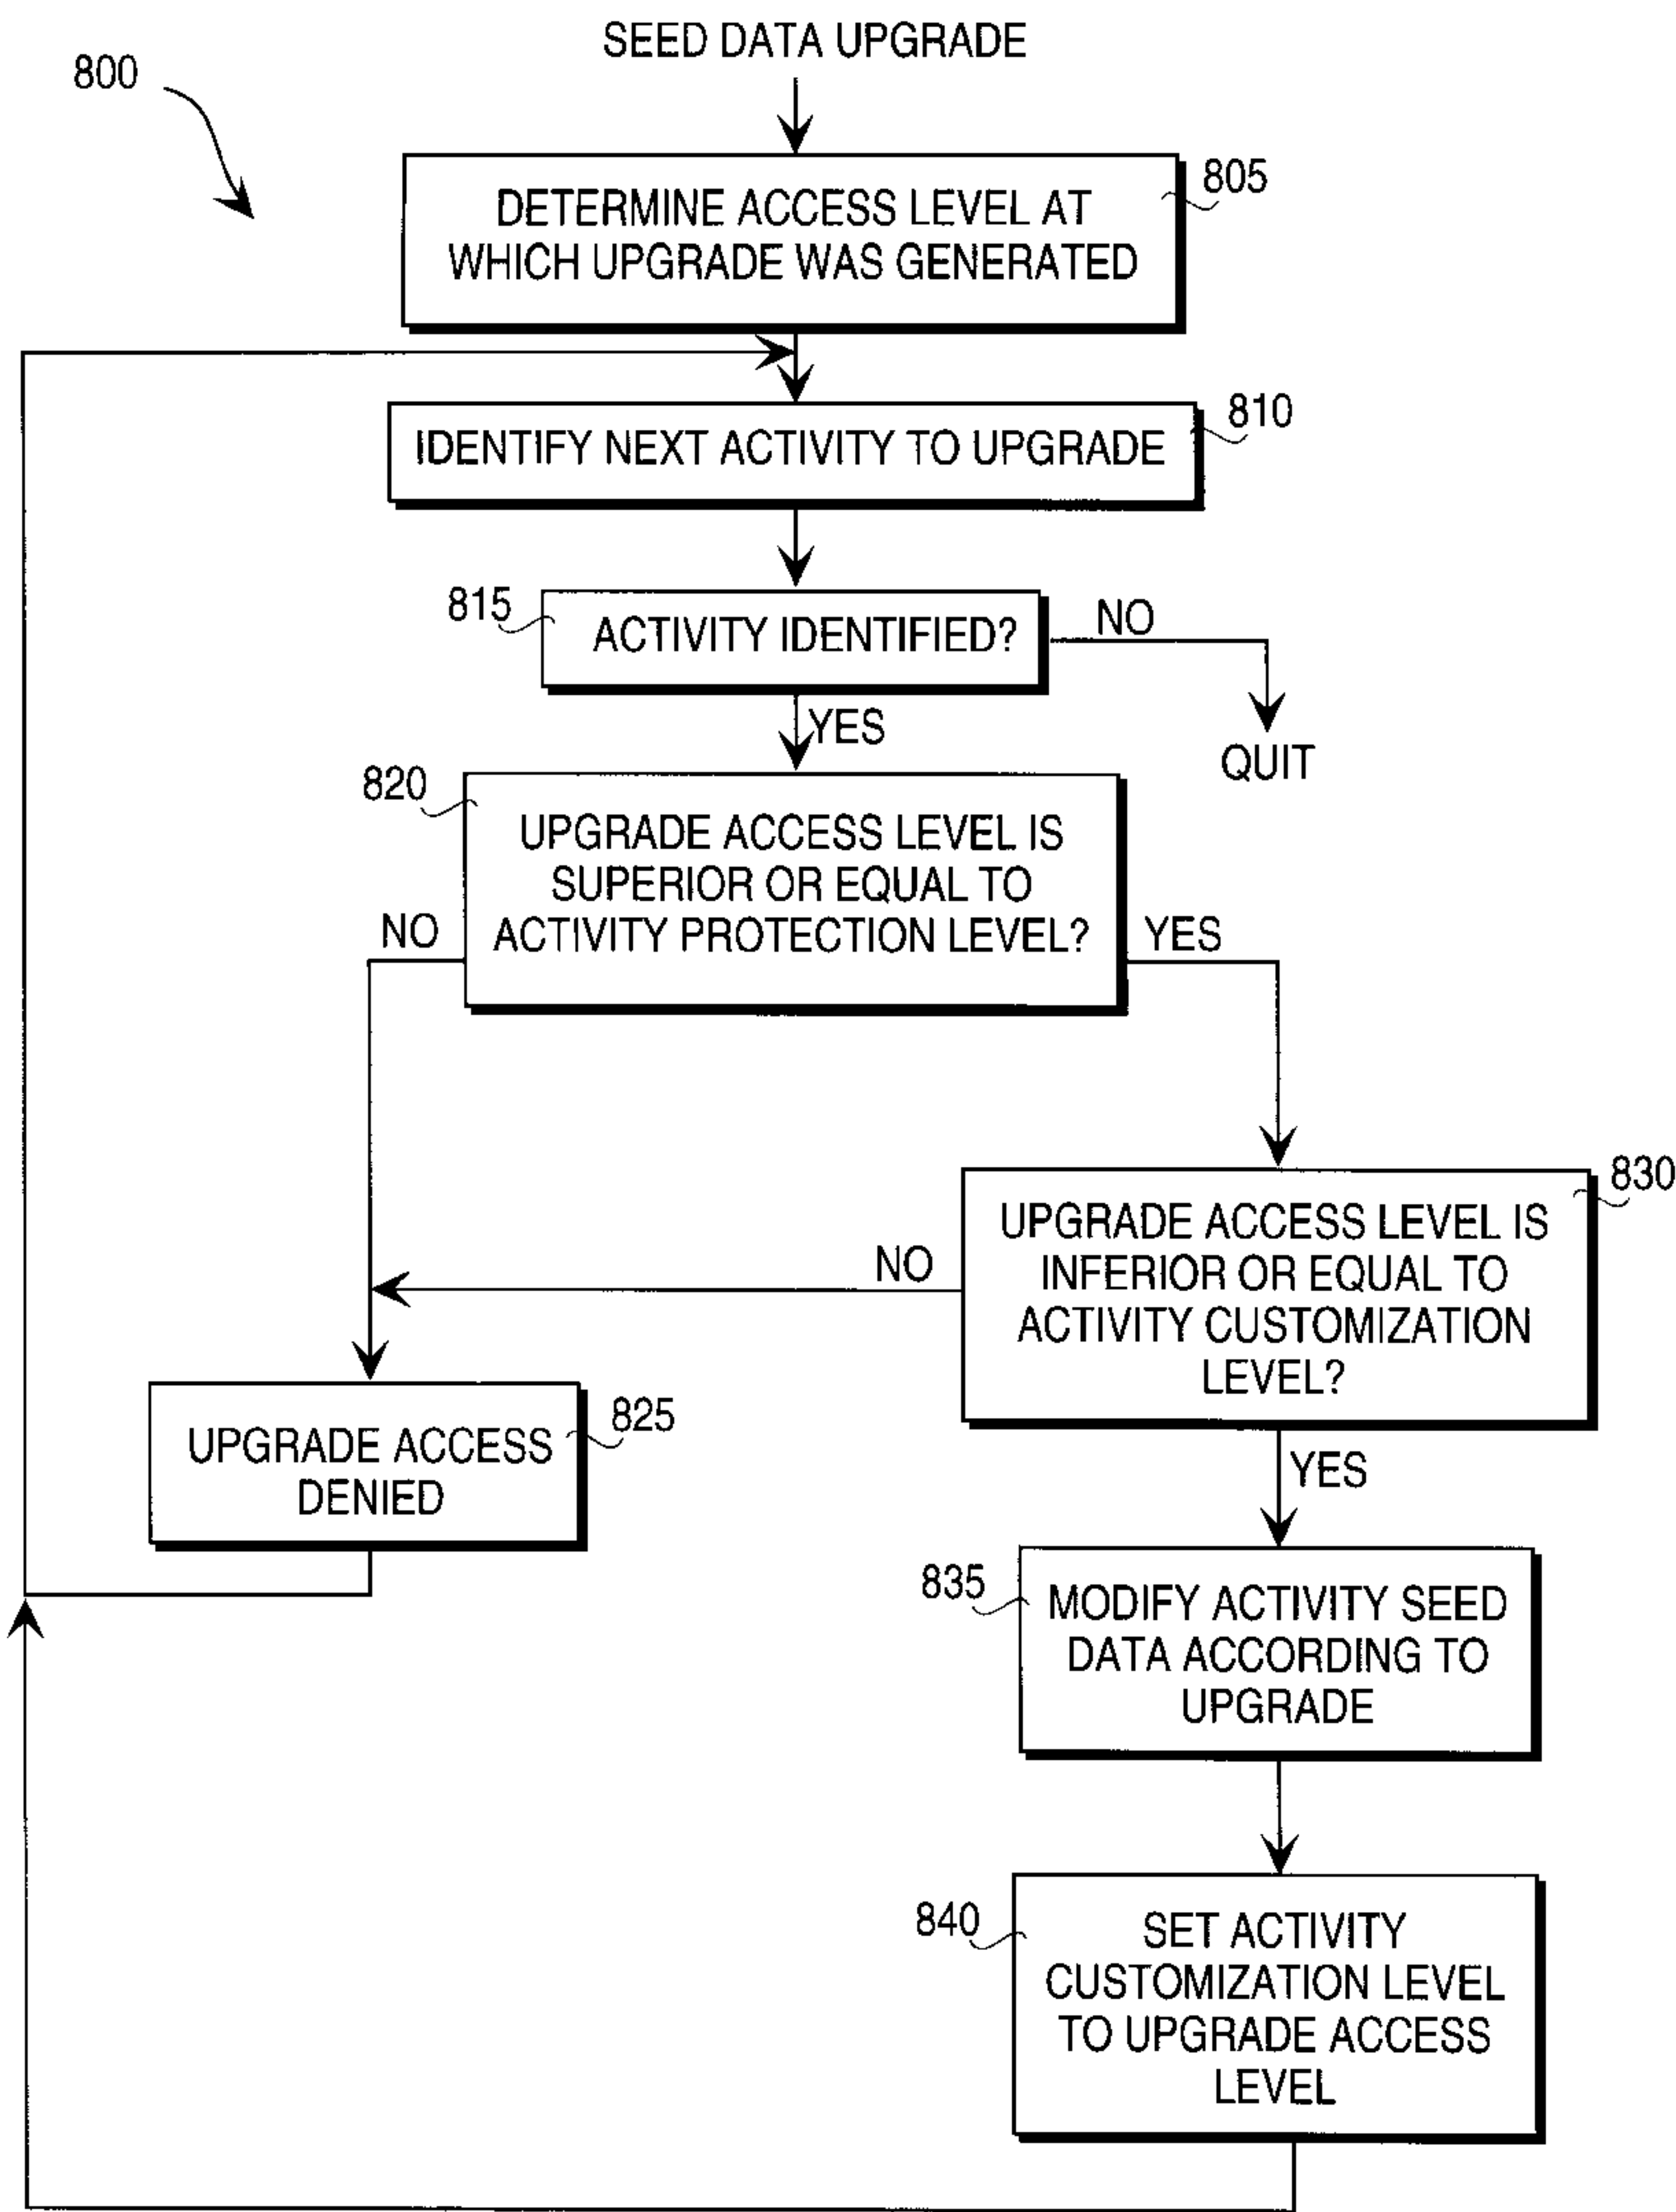 SEED DATA UPGRADE
800
DETERMINE ACCESS LEVEL AT
WHICH UPGRADE WAS GENERATED
805
IDENTIFY NEXT ACTIVITY TO UPGRADE
810
815
ACTIVITY IDENTIFIED?
NO
YES
QUIT
820
UPGRADE ACCESS LEVEL IS
SUPERIOR OR EQUAL TO
ACTIVITY PROTECTION LEVEL?
NO
YES
830
UPGRADE ACCESS LEVEL IS
INFERIOR OR EQUAL TO
ACTIVITY CUSTOMIZATION
LEVEL?
NO
YES
UPGRADE ACCESS
DENIED
825
835
MODIFY ACTIVITY SEED
DATA ACCORDING TO
UPGRADE
840
SET ACTIVITY
CUSTOMIZATION LEVEL
TO UPGRADE ACCESS
LEVEL